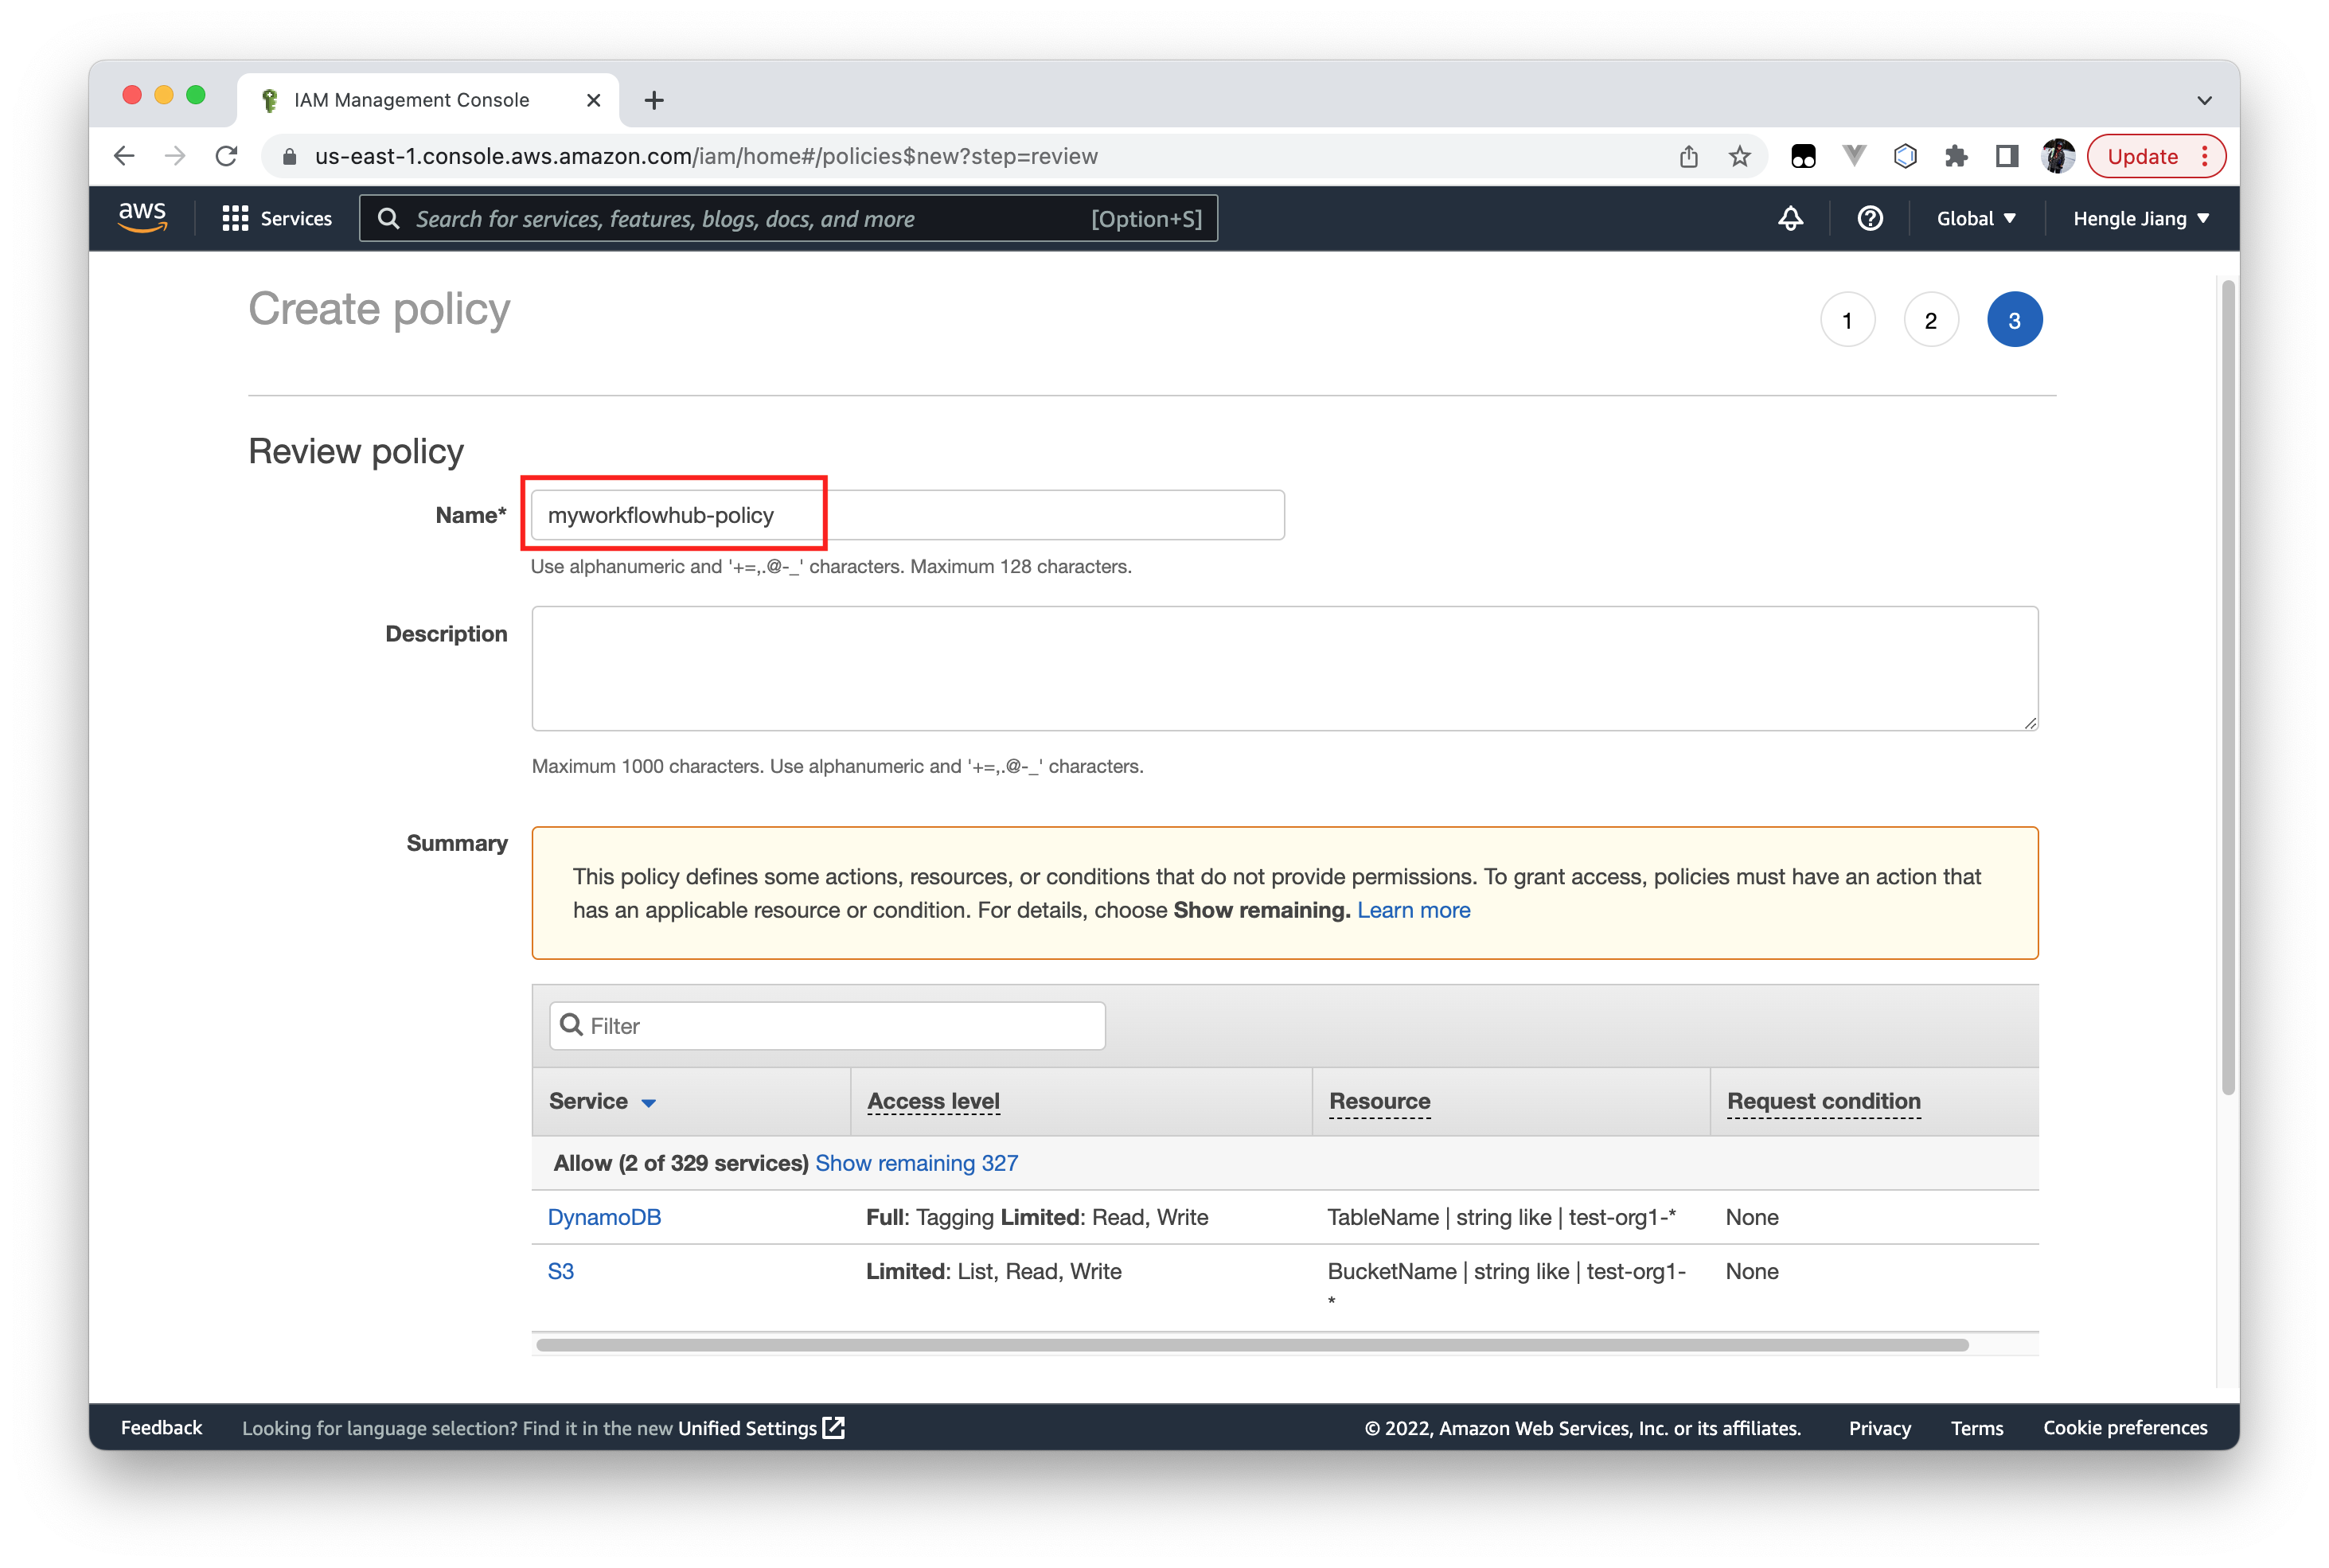 IAM Management Console
us-east-1.console.aws.amazon.com/iam/home#/policies$new?step=review
Update
aws
Services
Search for services, features, blogs, docs, and more
[Option+S]
Global
Hengle Jiang
Create policy
1
2
3
Review policy
Name*
myworkflowhub-policy
Use alphanumeric and '+=,.@-_' characters. Maximum 128 characters.
Description
Maximum 1000 characters. Use alphanumeric and '+=,.@-_' characters.
Summary
This policy defines some actions, resources, or conditions that do not provide permissions. To grant access, policies must have an action that
has an applicable resource or condition. For details, choose Show remaining. Learn more
Filter
Service
Access level
Resource
Request condition
Allow (2 of 329 services) Show remaining 327
DynamoDB
Full: Tagging Limited: Read, Write
TableName | string like | test-org1-*
None
S3
Limited: List, Read, Write
BucketName | string like | test-org1-
*
None
Feedback
Looking for language selection? Find it in the new Unified Settings
© 2022, Amazon Web Services, Inc. or its affiliates.
Privacy
Terms
Cookie preferences